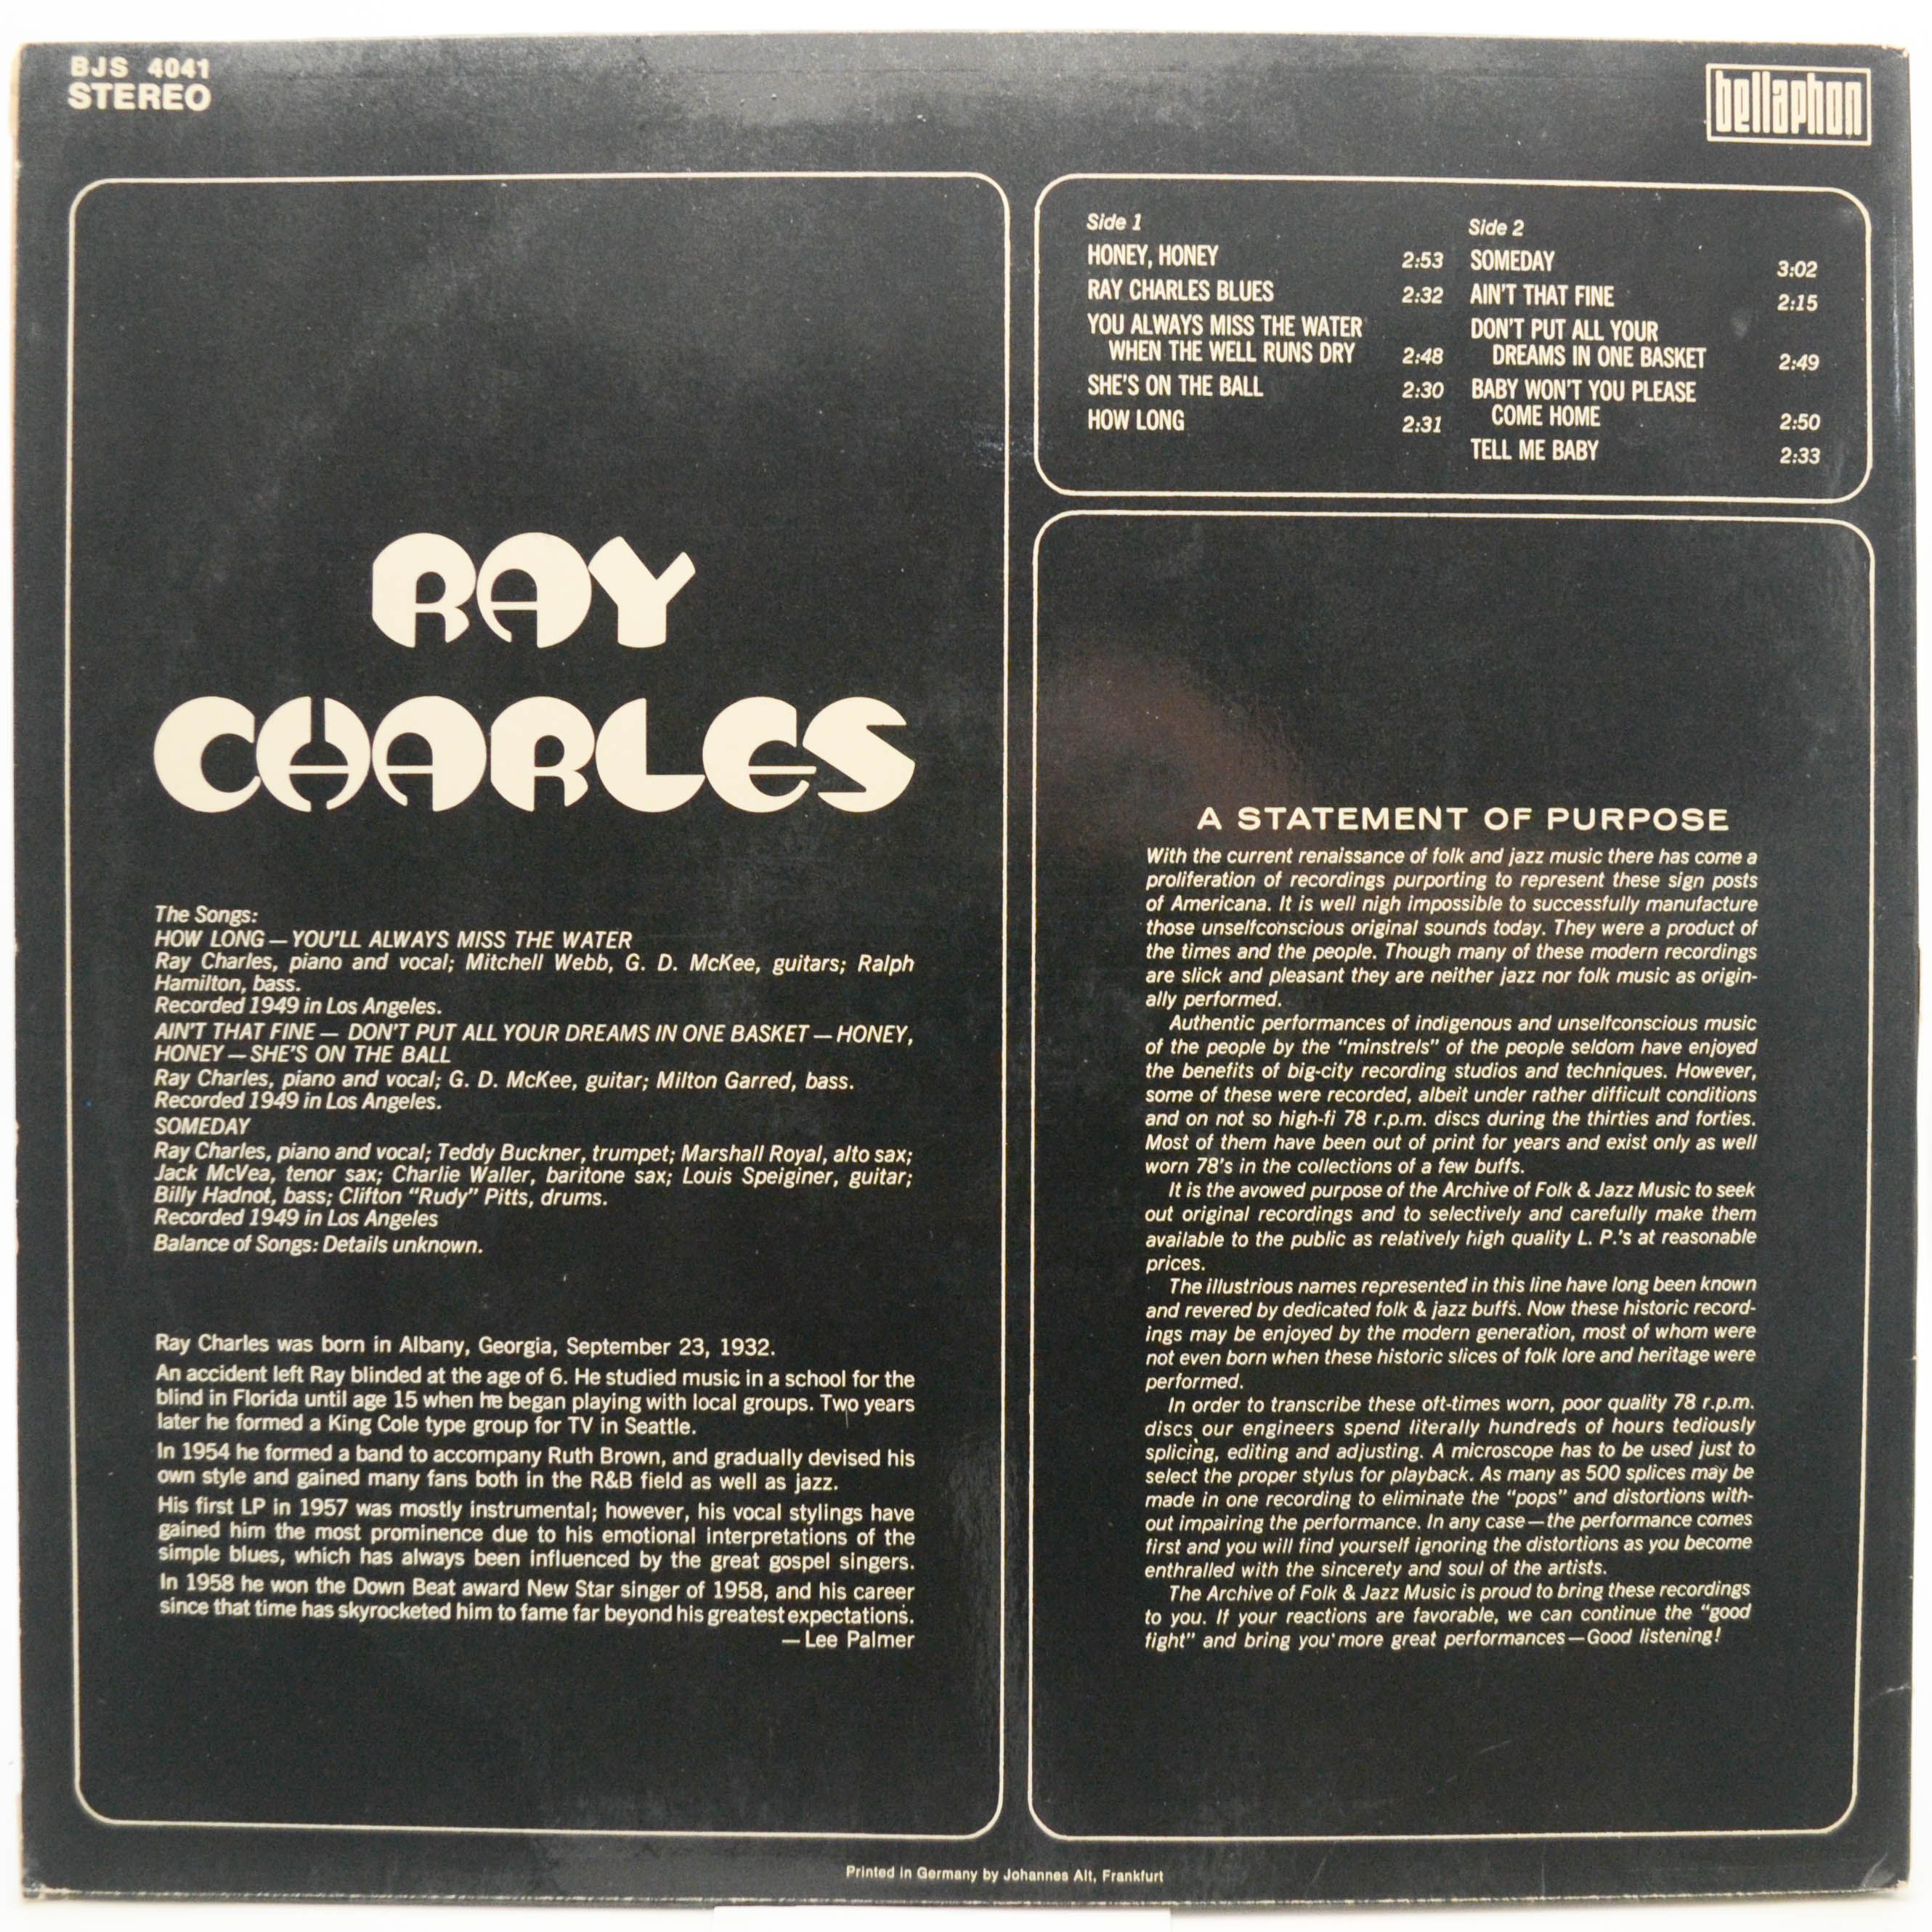 BJS 4041
STEREO
bellaphon
Side 1
HONEY, HONEY 2:53
RAY CHARLES BLUES 2:32
YOU ALWAYS MISS THE WATER
WHEN THE WELL RUNS DRY 2:48
SHE'S ON THE BALL 2:30
HOW LONG 2:31
Side 2
SOMEDAY 3:02
AIN'T THAT FINE 2:15
DON'T PUT ALL YOUR
DREAMS IN ONE BASKET 2:49
BABY WON'T YOU PLEASE
COME HOME 2:50
TELL ME BABY 2:33
RAY
CHARLES
The Songs:
HOW LONG — YOU'LL ALWAYS MISS THE WATER
Ray Charles, piano and vocal; Mitchell Webb, G. D. McKee, guitars; Ralph
Hamilton, bass.
Recorded 1949 in Los Angeles.
AIN'T THAT FINE — DON'T PUT ALL YOUR DREAMS IN ONE BASKET — HONEY,
HONEY — SHE'S ON THE BALL
Ray Charles, piano and vocal; G. D. McKee, guitar; Milton Garred, bass.
Recorded 1949 in Los Angeles.
SOMEDAY
Ray Charles, piano and vocal; Teddy Buckner, trumpet; Marshall Royal, alto sax;
Jack McVea, tenor sax; Charlie Waller, baritone sax; Louis Speiginer, guitar;
Billy Hadnot, bass; Clifton "Rudy" Pitts, drums.
Recorded 1949 in Los Angeles
Balance of Songs: Details unknown.
Ray Charles was born in Albany, Georgia, September 23, 1932.
An accident left Ray blinded at the age of 6. He studied music in a school for the
blind in Florida until age 15 when he began playing with local groups. Two years
later he formed a King Cole type group for TV in Seattle.
In 1954 he formed a band to accompany Ruth Brown, and gradually devised his
own style and gained many fans both in the R&B field as well as jazz.
His first LP in 1957 was mostly instrumental; however, his vocal stylings have
gained him the most prominence due to his emotional interpretations of the
simple blues, which has always been influenced by the great gospel singers.
In 1958 he won the Down Beat award New Star singer of 1958, and his career
since that time has skyrocketed him to fame far beyond his greatest expectations.
— Lee Palmer
A STATEMENT OF PURPOSE
With the current renaissance of folk and jazz music there has come a
proliferation of recordings purporting to represent these sign posts
of Americana. It is well nigh impossible to successfully manufacture
those unselfconscious original sounds today. They were a product of
the times and the people. Though many of these modern recordings
are slick and pleasant they are neither jazz nor folk music as origin-
ally performed.
Authentic performances of indigenous and unselfconscious music
of the people by the "minstrels" of the people seldom have enjoyed
the benefits of big-city recording studios and techniques. However,
some of these were recorded, albeit under rather difficult conditions
and on not so high-fi 78 r.p.m. discs during the thirties and forties.
Most of them have been out of print for years and exist only as well
worn 78's in the collections of a few buffs.
It is the avowed purpose of the Archive of Folk & Jazz Music to seek
out original recordings and to selectively and carefully make them
available to the public as relatively high quality L. P.'s at reasonable
prices.
The illustrious names represented in this line have long been known
and revered by dedicated folk & jazz buffs. Now these historic record-
ings may be enjoyed by the modern generation, most of whom were
not even born when these historic slices of folk lore and heritage were
performed.
In order to transcribe these oft-times worn, poor quality 78 r.p.m.
discs our engineers spend literally hundreds of hours tediously
splicing, editing and adjusting. A microscope has to be used just to
select the proper stylus for playback. As many as 500 splices may be
made in one recording to eliminate the "pops" and distortions with-
out impairing the performance. In any case — the performance comes
first and you will find yourself ignoring the distortions as you become
enthralled with the sincerety and soul of the artists.
The Archive of Folk & Jazz Music is proud to bring these recordings
to you. If your reactions are favorable, we can continue the "good
fight" and bring you more great performances — Good listening!
Printed in Germany by Johannes Alt, Frankfurt